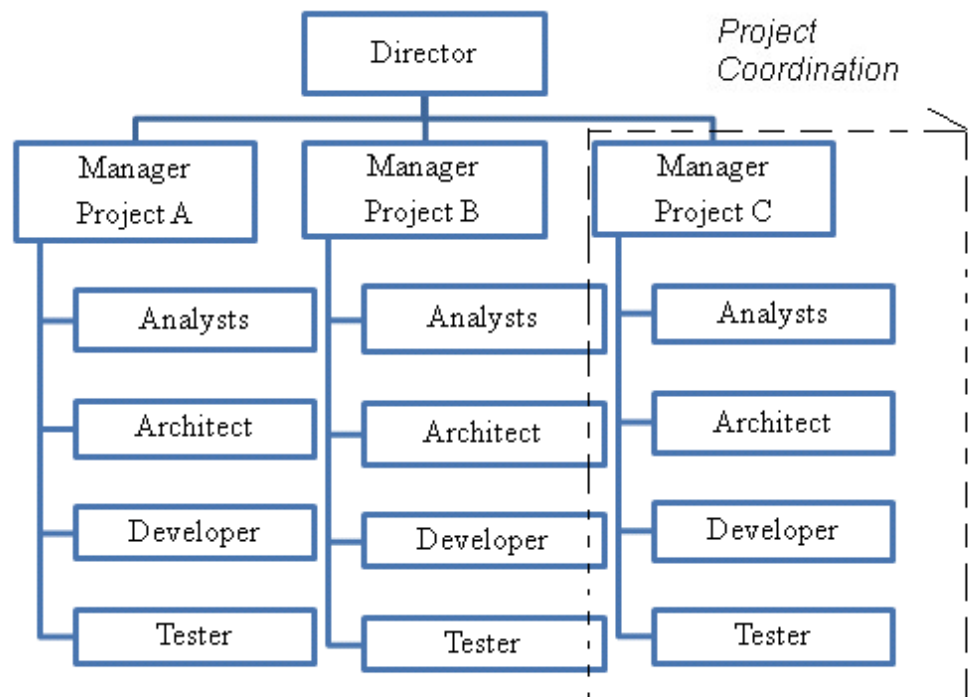 Project
Coordination
Director
Manager
Project A
Manager
Project B
Manager
Project C
Analysts
Analysts
Analysts
Architect
Architect
Architect
Developer
Developer
Developer
Tester
Tester
Tester